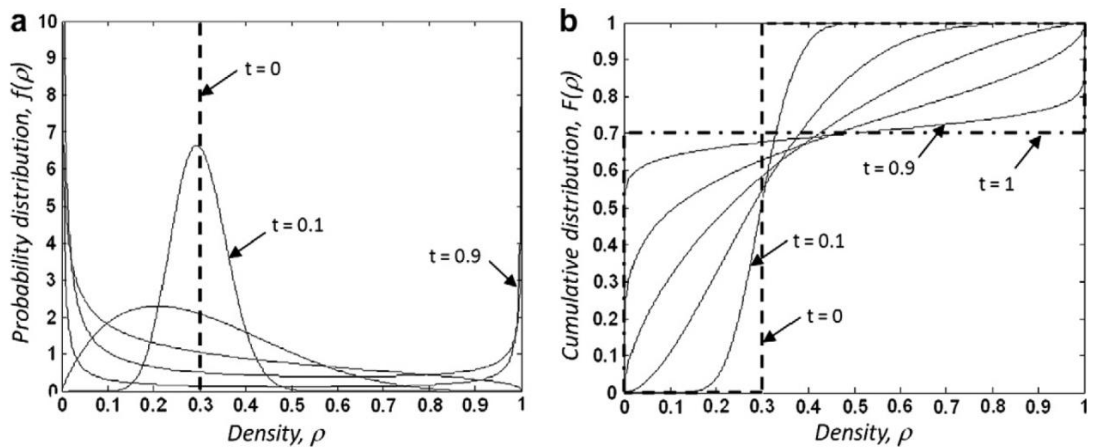 a
Probability distribution, f(ρ)
10
9
8
7
6
5
4
3
2
1
0
t = 0
t = 0.1
t = 0.9
0 0.1 0.2 0.3 0.4 0.5 0.6 0.7 0.8 0.9 1
Density, ρ
b
Cumulative distribution, F(ρ)
1
0.9
0.8
0.7
0.6
0.5
0.4
0.3
0.2
0.1
0
t = 0.9
t = 1
t = 0.1
t = 0
0 0.1 0.2 0.3 0.4 0.5 0.6 0.7 0.8 0.9 1
Density, ρ